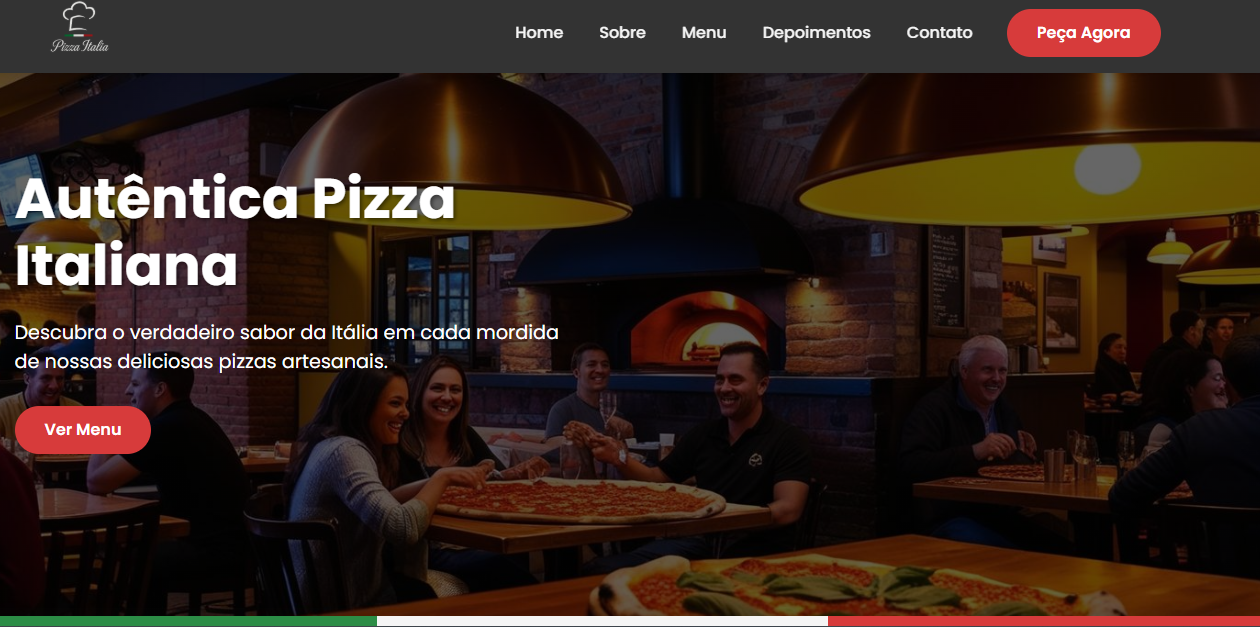 Pizza Italia
Home Sobre Menu Depoimentos Contato Peça Agora
Autêntica Pizza
Italiana
Descubra o verdadeiro sabor da Itália em cada mordida
de nossas deliciosas pizzas artesanais.
Ver Menu